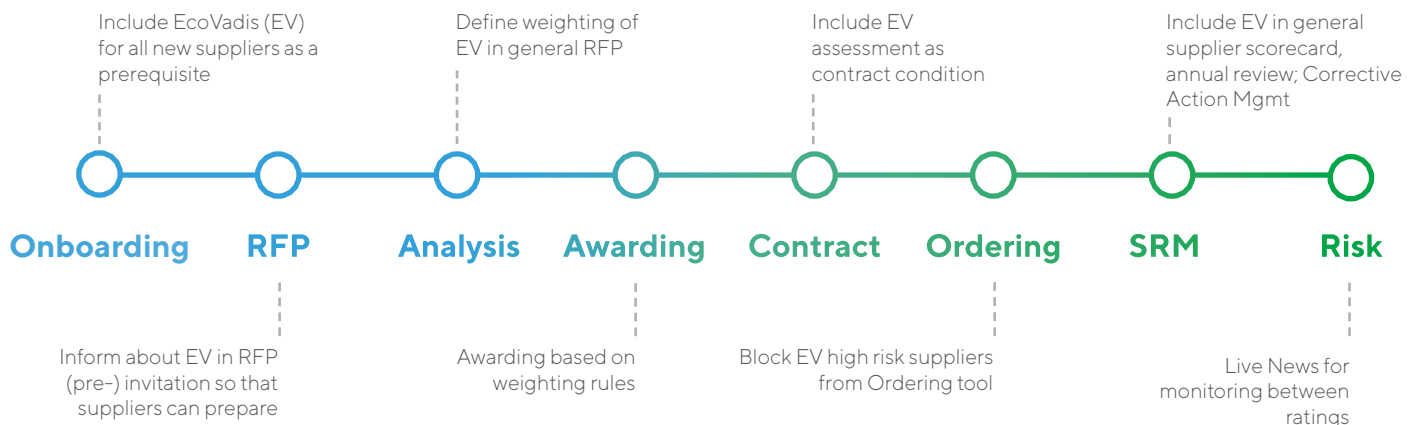 Include EcoVadis (EV)
for all new suppliers as a
prerequisite
Define weighting of
EV in general RFP
Include EV
assessment as
contract condition
Include EV in general
supplier scorecard,
annual review; Corrective
Action Mgmt
Onboarding
RFP
Analysis
Awarding
Contract
Ordering
SRM
Risk
Inform about EV in RFP
(pre-) invitation so that
suppliers can prepare
Awarding based on
weighting rules
Block EV high risk suppliers
from Ordering tool
Live News for
monitoring between
ratings